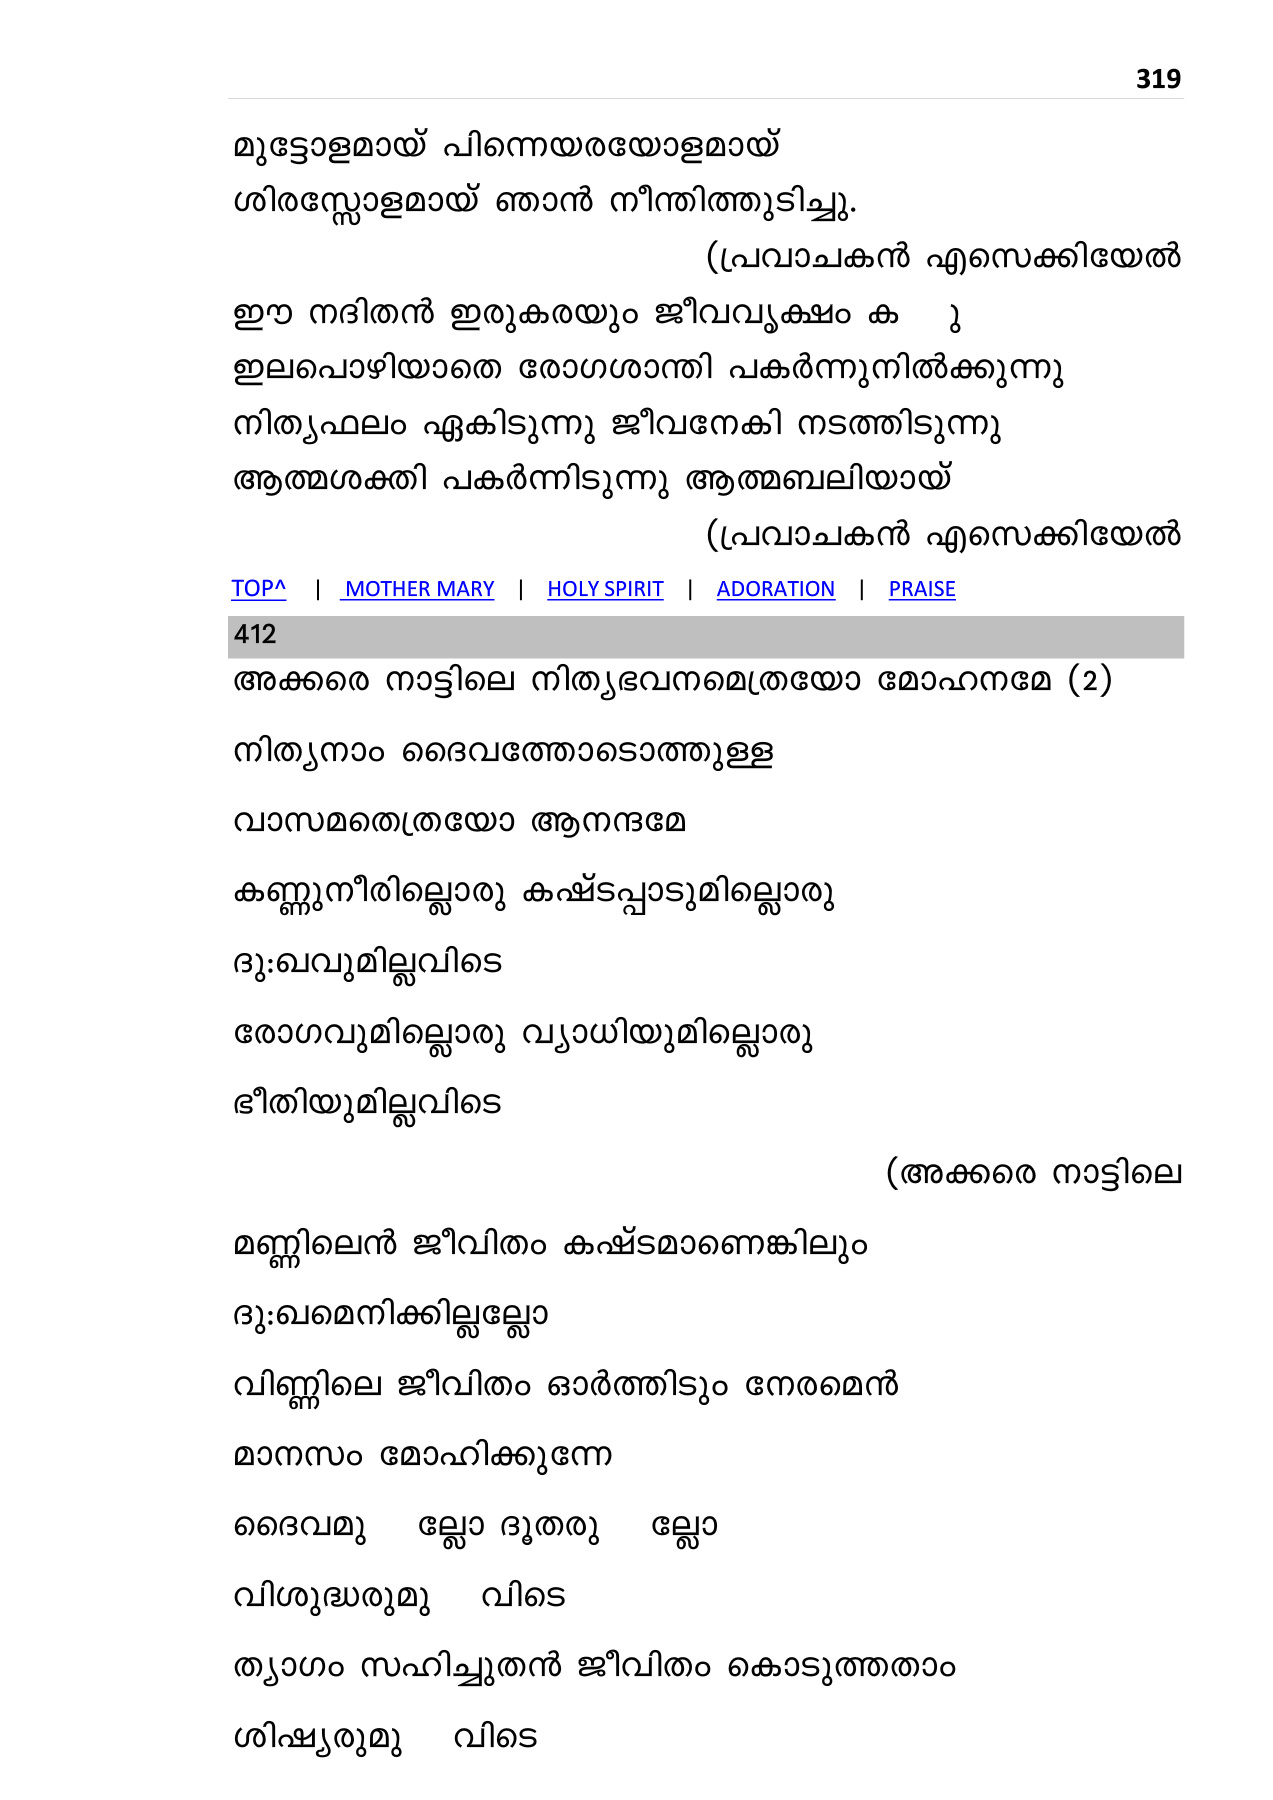 319
മുട്ടോളമായ് പിന്നെയരയോളമായ്
ശിരസ്സോളമായ് ഞാൻ നീന്തിത്തുടിച്ചു.
(പ്രവാചകൻ എസെക്കിയേൽ
ഈ നദിതൻ ഇരുകരയും ജീവവൃക്ഷം ക ു
ഇലപൊഴിയാതെ രോഗശാന്തി പകർന്നുനിൽക്കുന്നു
നിത്യഫലം ഏകിടുന്നു ജീവനേകി നടത്തിടുന്നു
ആത്മശക്തി പകർന്നിടുന്നു ആത്മബലിയായ്
(പ്രവാചകൻ എസെക്കിയേൽ
TOP^ | MOTHER MARY | HOLY SPIRIT | ADORATION | PRAISE
412
അക്കരെ നാട്ടിലെ നിത്യഭവനമെത്രയോ മോഹനമേ (2)
നിത്യനാം ദൈവത്തോടൊത്തുള്ള
വാസമതെത്രയോ ആനന്ദമേ
കണ്ണുനീരില്ലൊരു കഷ്ടപ്പാടുമില്ലൊരു
ദു:ഖവുമില്ലവിടെ
രോഗവുമില്ലൊരു വ്യാധിയുമില്ലൊരു
ഭീതിയുമില്ലവിടെ
(അക്കരെ നാട്ടിലെ
മണ്ണിലെൻ ജീവിതം കഷ്ടമാണെങ്കിലും
ദു:ഖമെനിക്കില്ലല്ലോ
വിണ്ണിലെ ജീവിതം ഓർത്തിടും നേരമെൻ
മാനസം മോഹിക്കുന്നേ
ദൈവമു ല്ലോ ദൂതരു ല്ലോ
വിശുദ്ധരുമു വിടെ
ത്യാഗം സഹിച്ചുതൻ ജീവിതം കൊടുത്തതാം
ശിഷ്യരുമു വിടെ